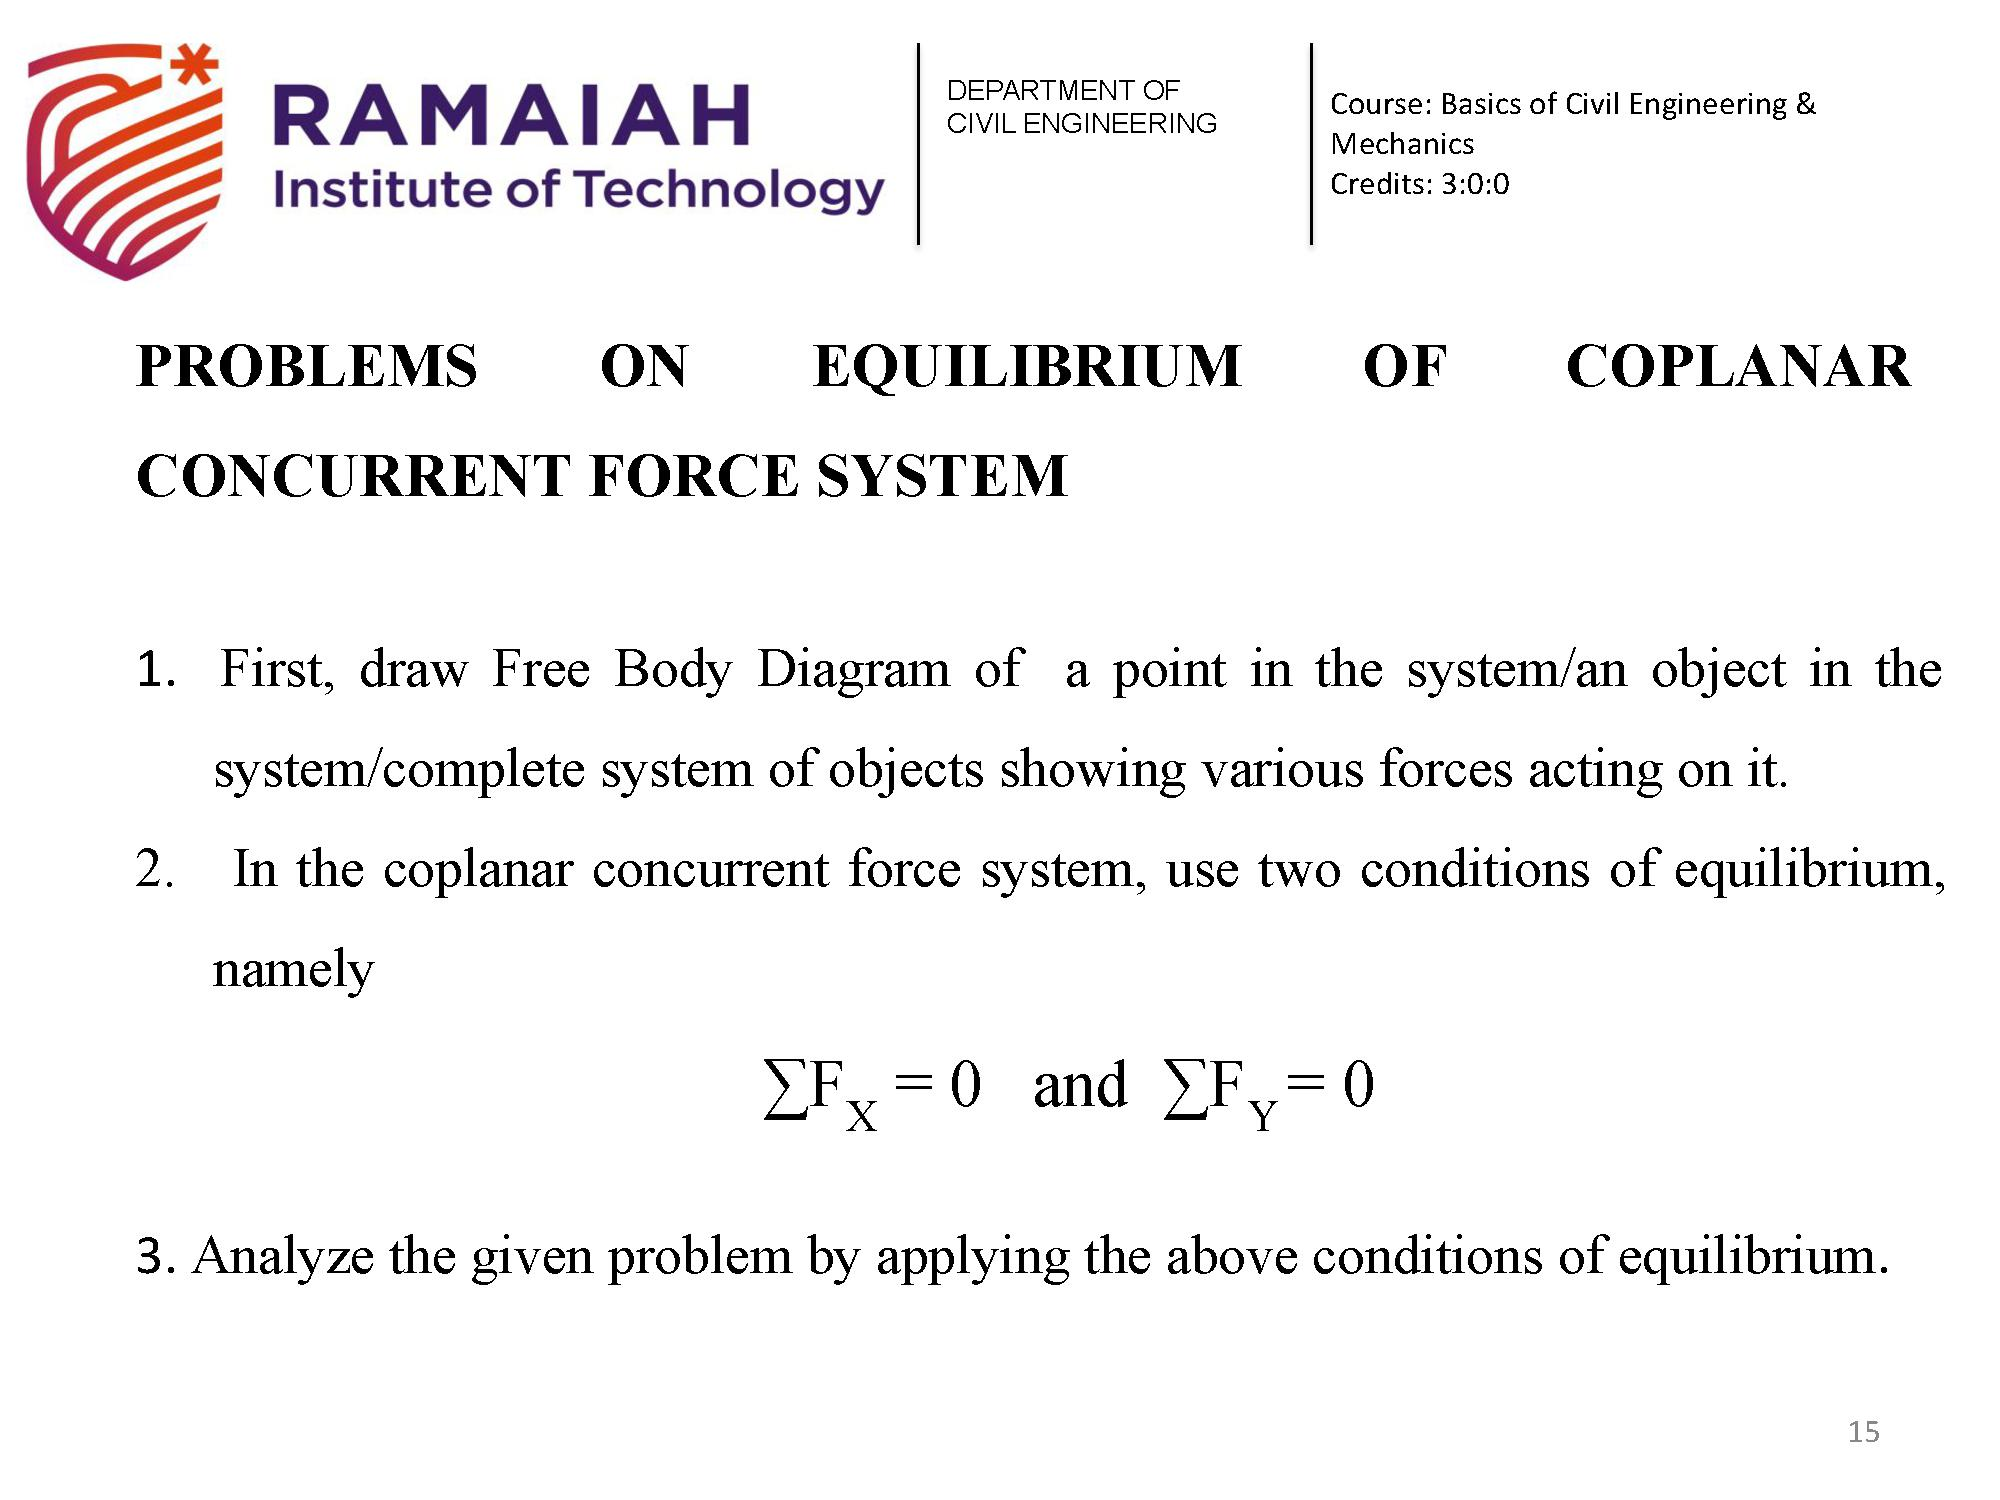 RAMAIAH
Institute of Technology
DEPARTMENT OF
CIVIL ENGINEERING
Course: Basics of Civil Engineering &
Mechanics
Credits: 3:0:0
PROBLEMS ON EQUILIBRIUM OF COPLANAR
CONCURRENT FORCE SYSTEM
1. First, draw Free Body Diagram of a point in the system/an object in the
system/complete system of objects showing various forces acting on it.
2. In the coplanar concurrent force system, use two conditions of equilibrium,
namely
∑F_X = 0 and ∑F_Y = 0
3. Analyze the given problem by applying the above conditions of equilibrium.
15